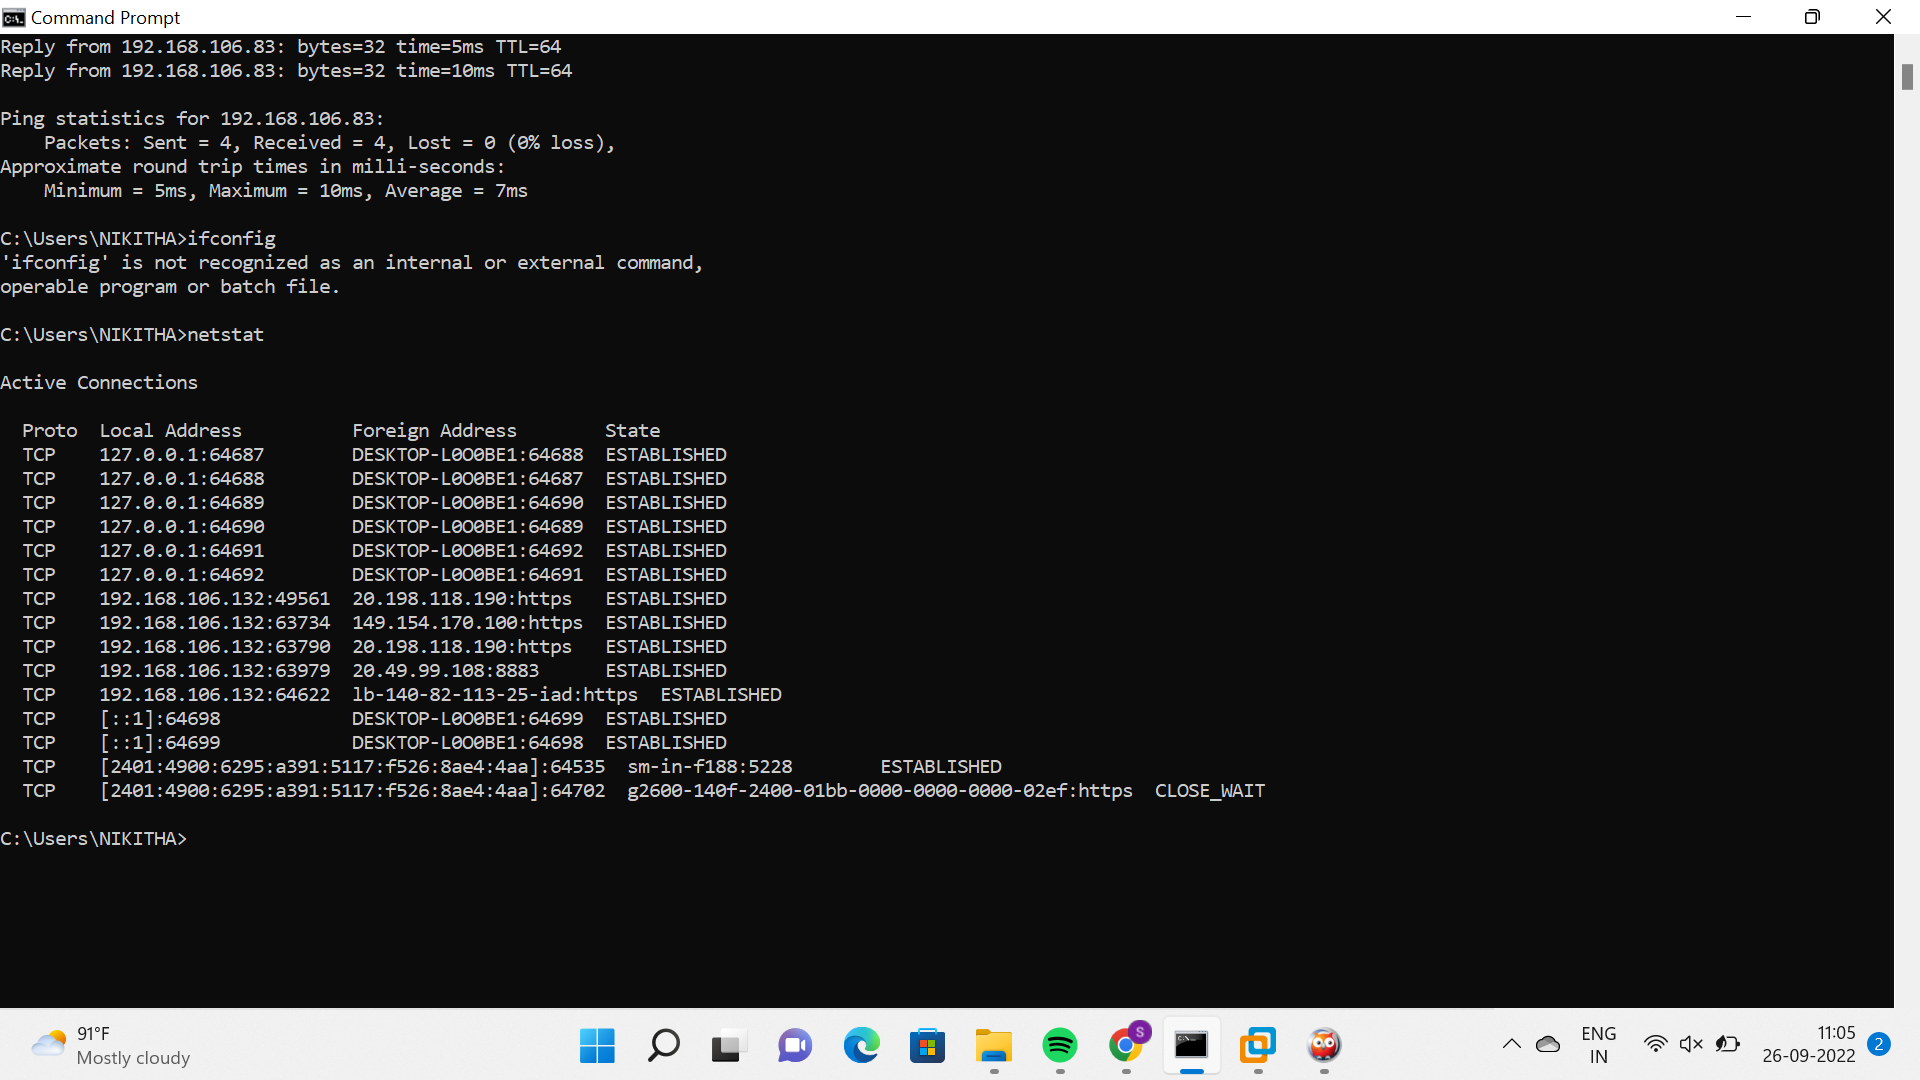 Command Prompt
Reply from 192.168.106.83: bytes=32 time=5ms TTL=64
Reply from 192.168.106.83: bytes=32 time=10ms TTL=64
Ping statistics for 192.168.106.83:
    Packets: Sent = 4, Received = 4, Lost = 0 (0% loss),
Approximate round trip times in milli-seconds:
    Minimum = 5ms, Maximum = 10ms, Average = 7ms
C:\Users\NIKITHA>ifconfig
'ifconfig' is not recognized as an internal or external command,
operable program or batch file.
C:\Users\NIKITHA>netstat
Active Connections
  Proto  Local Address          Foreign Address        State
  TCP    127.0.0.1:64687        DESKTOP-L0O0BE1:64688  ESTABLISHED
  TCP    127.0.0.1:64688        DESKTOP-L0O0BE1:64687  ESTABLISHED
  TCP    127.0.0.1:64689        DESKTOP-L0O0BE1:64690  ESTABLISHED
  TCP    127.0.0.1:64690        DESKTOP-L0O0BE1:64689  ESTABLISHED
  TCP    127.0.0.1:64691        DESKTOP-L0O0BE1:64692  ESTABLISHED
  TCP    127.0.0.1:64692        DESKTOP-L0O0BE1:64691  ESTABLISHED
  TCP    192.168.106.132:49561  20.198.118.190:https   ESTABLISHED
  TCP    192.168.106.132:63734  149.154.170.100:https  ESTABLISHED
  TCP    192.168.106.132:63790  20.198.118.190:https   ESTABLISHED
  TCP    192.168.106.132:63979  20.49.99.108:8883      ESTABLISHED
  TCP    192.168.106.132:64622  lb-140-82-113-25-iad:https  ESTABLISHED
  TCP    [::1]:64698            DESKTOP-L0O0BE1:64699  ESTABLISHED
  TCP    [::1]:64699            DESKTOP-L0O0BE1:64698  ESTABLISHED
  TCP    [2401:4900:6295:a391:5117:f526:8ae4:4aa]:64535  sm-in-f188:5228        ESTABLISHED
  TCP    [2401:4900:6295:a391:5117:f526:8ae4:4aa]:64702  g2600-140f-2400-01bb-0000-0000-0000-02ef:https  CLOSE_WAIT
C:\Users\NIKITHA>
91°F
Mostly cloudy
S
ENG
IN
11:05
26-09-2022
2